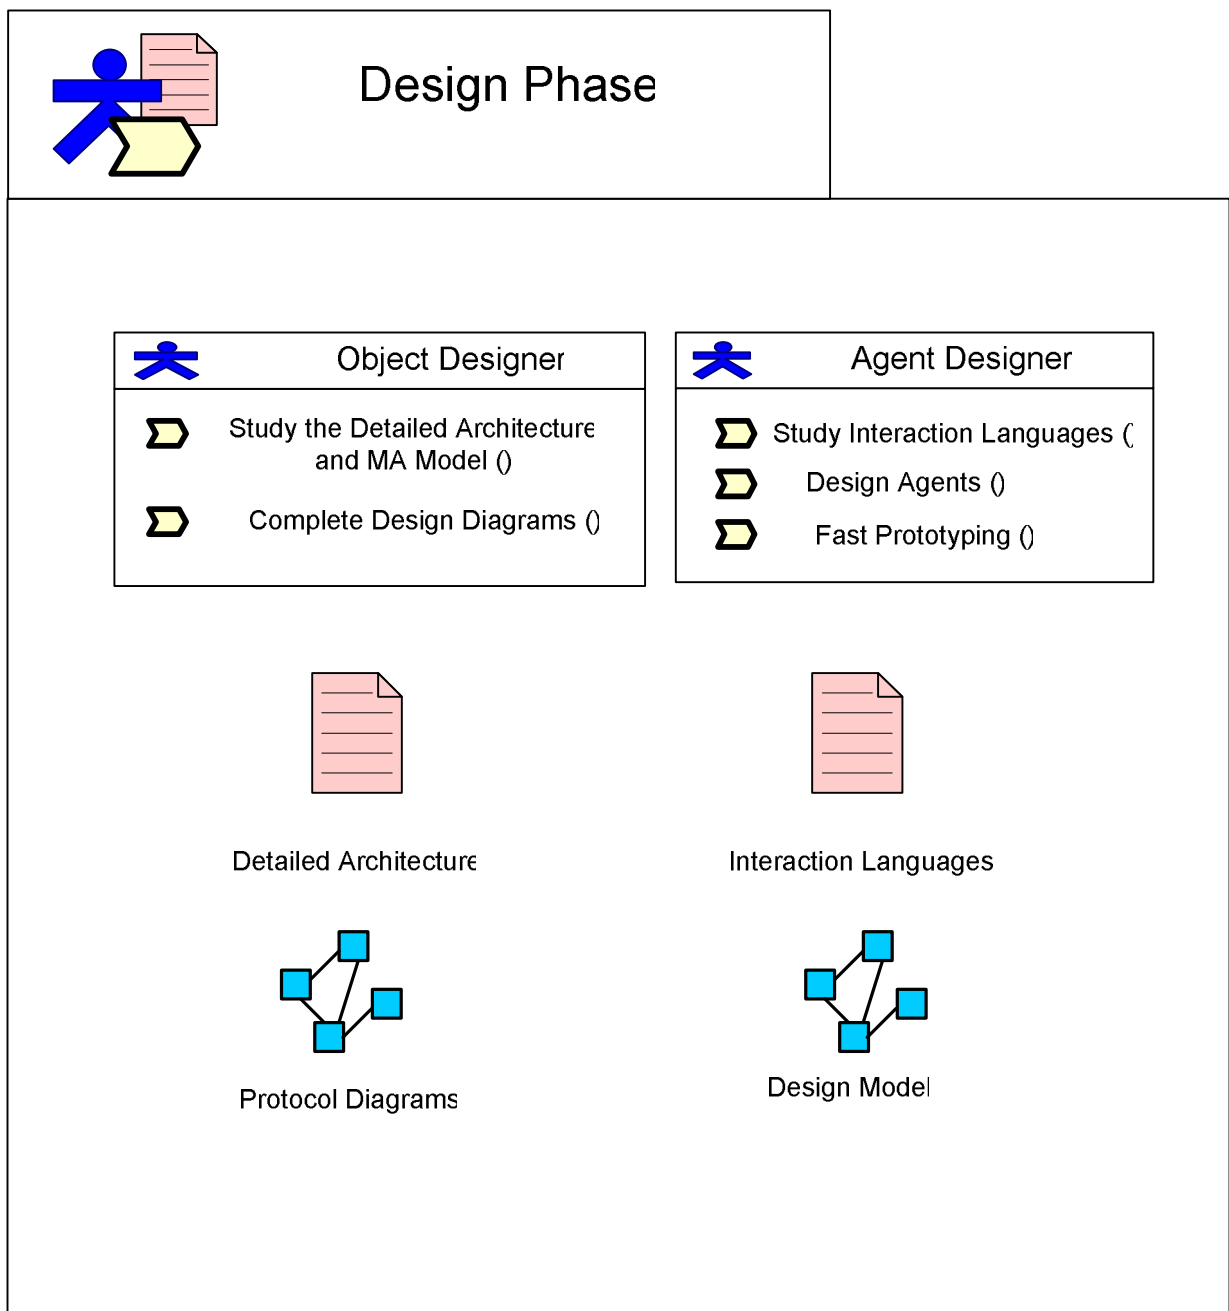 Design Phase
Object Designer
Study the Detailed Architecture
and MA Model ()
Complete Design Diagrams ()
Agent Designer
Study Interaction Languages ()
Design Agents ()
Fast Prototyping ()
Detailed Architecture
Interaction Languages
Protocol Diagrams
Design Model